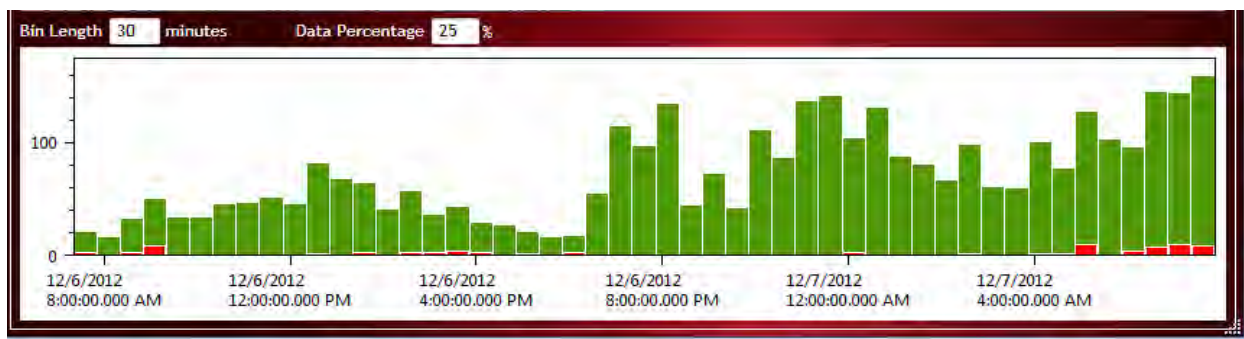 Bin Length 30 minutes Data Percentage 25 %
100
0
12/6/2012 12/6/2012 12/6/2012 12/6/2012 12/7/2012 12/7/2012
8:00:00.000 AM 12:00:00.000 PM 4:00:00.000 PM 8:00:00.000 PM 12:00:00.000 AM 4:00:00.000 AM